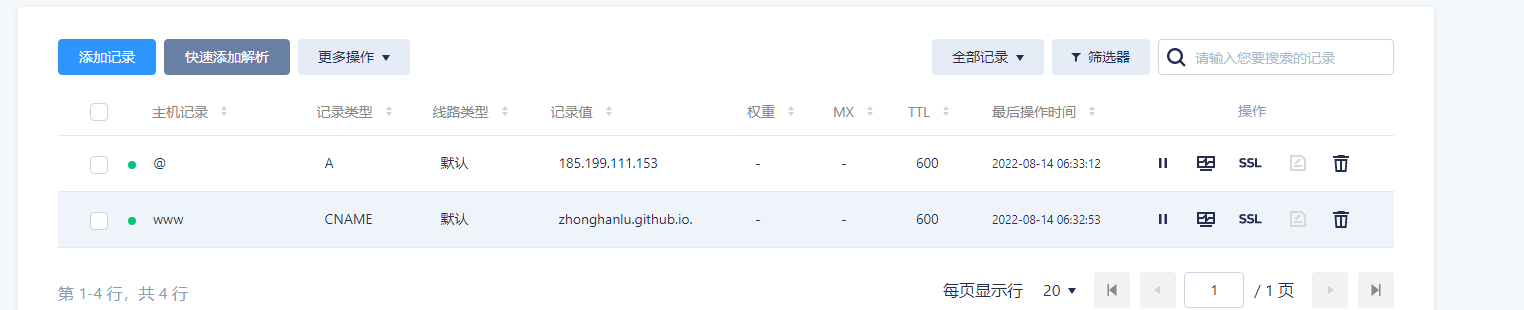 添加记录 快速添加解析 更多操作 全部记录 筛选器 请输入您要搜索的记录
主机记录 记录类型 线路类型 记录值 权重 MX TTL 最后操作时间 操作
@ A 默认 185.199.111.153 - - 600 2022-08-14 06:33:12 SSL
www CNAME 默认 zhonghanlu.github.io. - - 600 2022-08-14 06:32:53 SSL
第 1-4 行，共 4 行 每页显示行 20 1 / 1 页